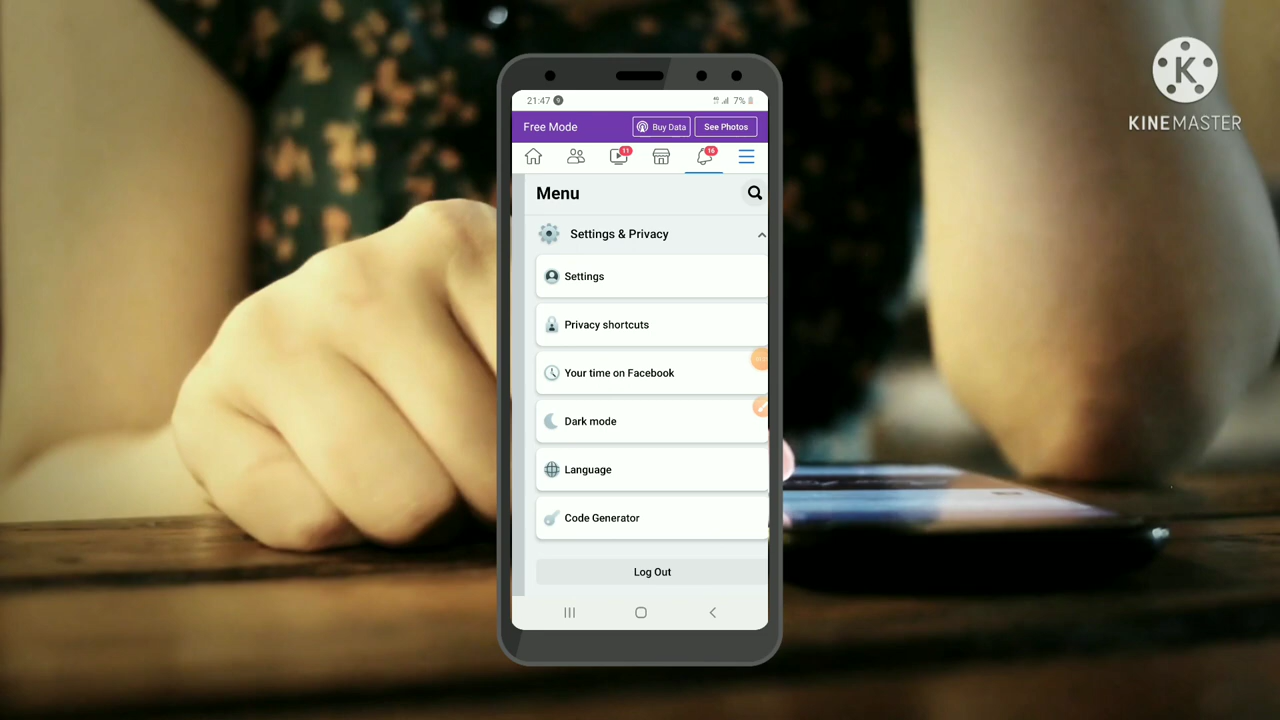 KINEMASTER
21:47
7%
Free Mode
Buy Data
See Photos
11
16
Menu
Settings & Privacy
Settings
Privacy shortcuts
Your time on Facebook
Dark mode
Language
Code Generator
Log Out